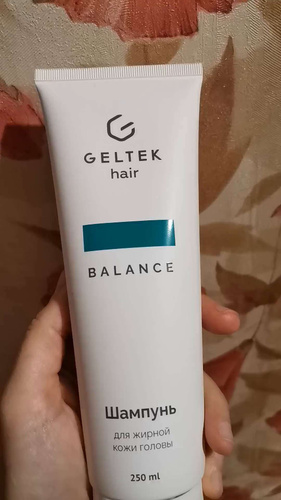 GELTEK
hair
BALANCE
Шампунь
для жирной
кожи головы
250 ml